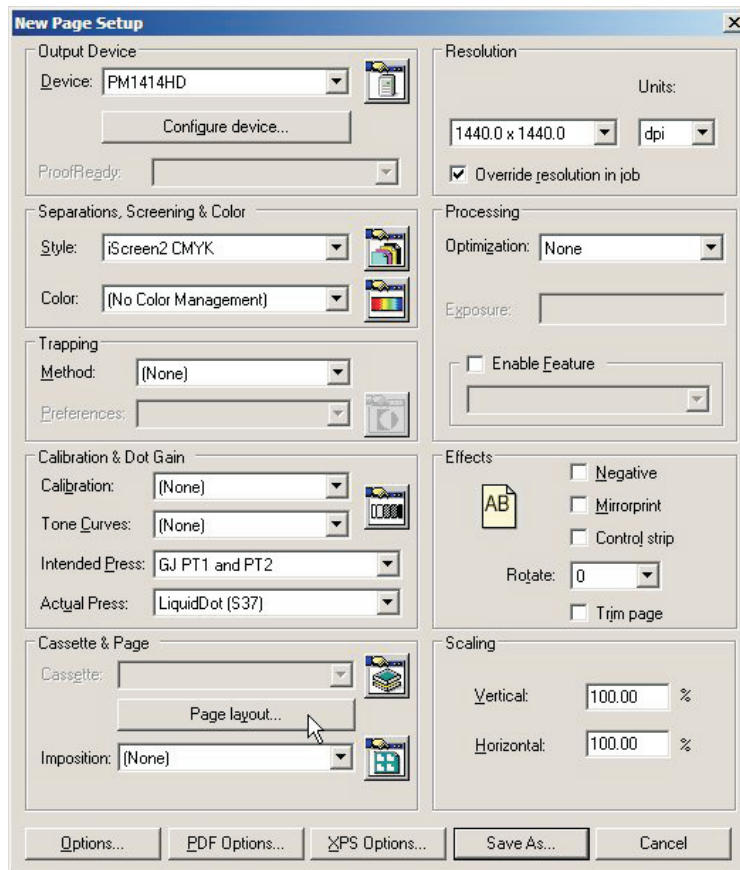 New Page Setup
Output Device
Device: PM1414HD
Configure device...
ProofReady:
Resolution
Units:
1440.0 x 1440.0 dpi
Override resolution in job
Separations, Screening & Color
Style: iScreen2 CMYK
Color: (No Color Management)
Processing
Optimization: None
Exposure:
Enable Feature
Trapping
Method: (None)
Preferences:
Calibration & Dot Gain
Calibration: (None)
Tone Curves: (None)
Intended Press: GJ PT1 and PT2
Actual Press: LiquidDot (S37)
Effects
AB
Negative
Mirrorprint
Control strip
Rotate: 0
Trim page
Cassette & Page
Cassette:
Page layout...
Imposition: (None)
Scaling
Vertical: 100.00 %
Horizontal: 100.00 %
Options... PDF Options... XPS Options... Save As... Cancel